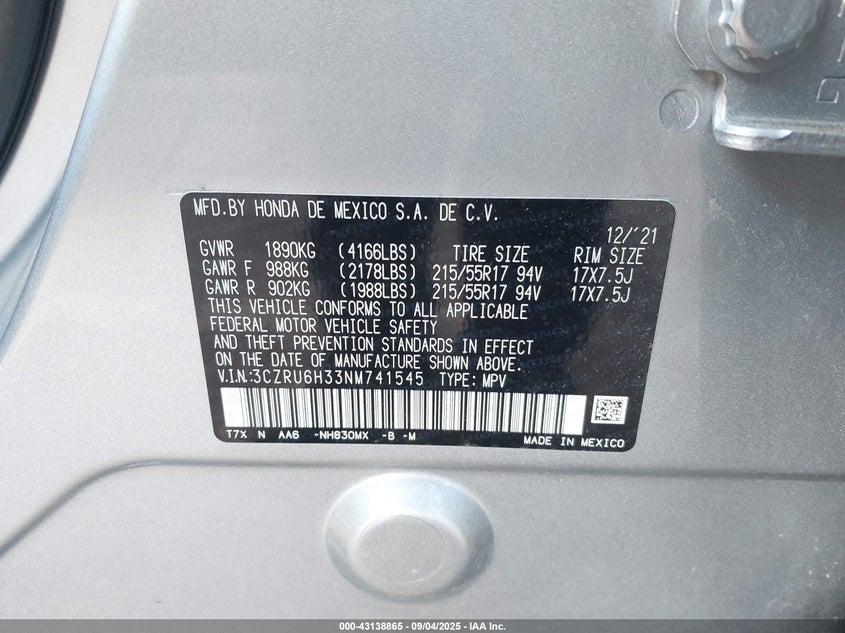 MFD.BY HONDA DE MEXICO S.A. DE C.V.
12/'21
GVWR 1890KG (4166LBS) TIRE SIZE RIM SIZE
GAWR F 988KG (2178LBS) 215/55R17 94V 17X7.5J
GAWR R 902KG (1988LBS) 215/55R17 94V 17X7.5J
THIS VEHICLE CONFORMS TO ALL APPLICABLE
FEDERAL MOTOR VEHICLE SAFETY
AND THEFT PREVENTION STANDARDS IN EFFECT
ON THE DATE OF MANUFACTURE SHOWN ABOVE.
V.I.N:3CZRU6H33NM741545 TYPE: MPV
T7X N AA6 -NH830MX -B -M MADE IN MEXICO
000-43138865 - 09/04/2025 - IAA Inc.